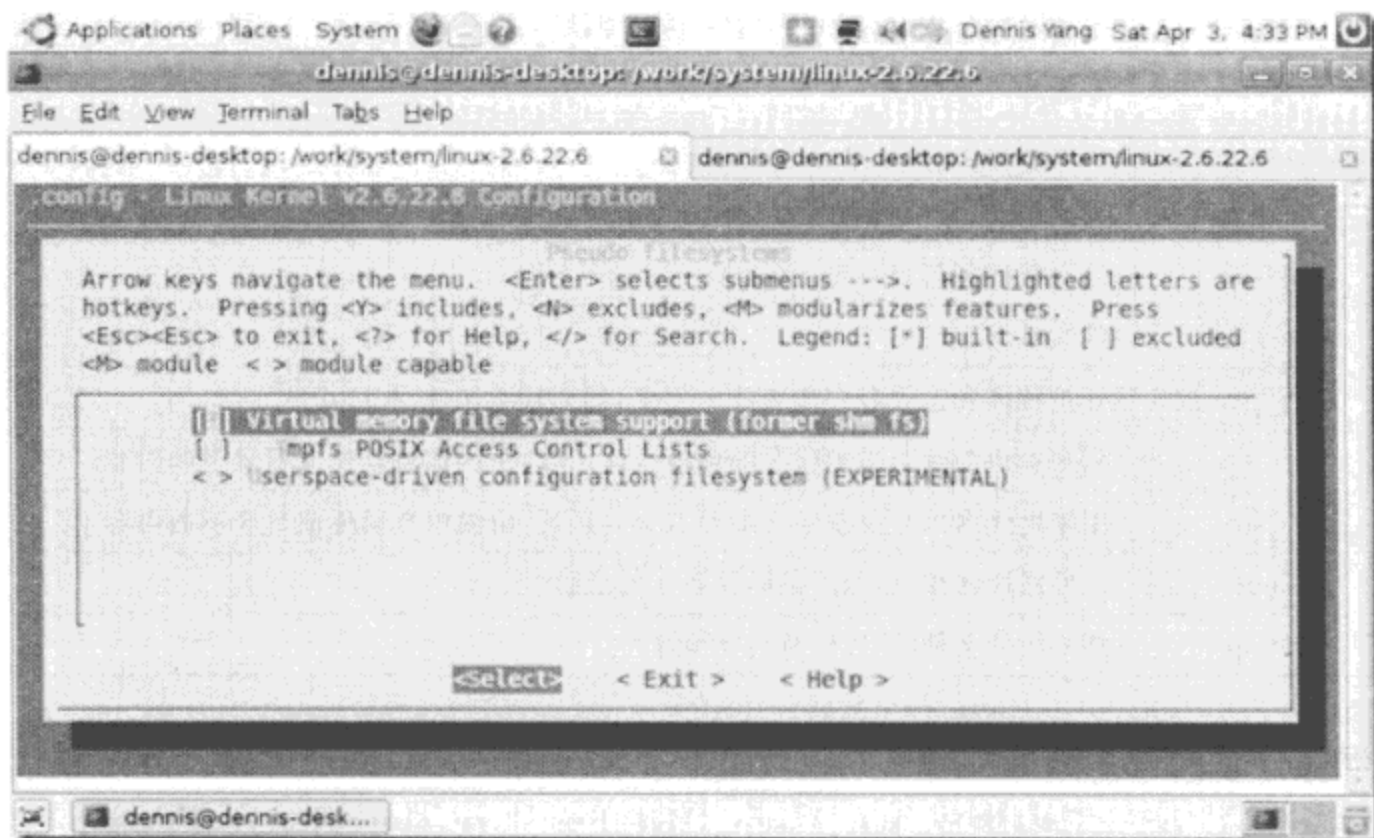 Applications Places System Dennis Yang Sat Apr 3, 4:33 PM
dennis@dennis-desktop: /work/system/linux-2.6.22.6
File Edit View Terminal Tabs Help
dennis@dennis-desktop: /work/system/linux-2.6.22.6 dennis@dennis-desktop: /work/system/linux-2.6.22.6
.config - Linux Kernel v2.6.22.6 Configuration
Pseudo filesystems
Arrow keys navigate the menu. <Enter> selects submenus --->. Highlighted letters are
hotkeys. Pressing <Y> includes, <N> excludes, <M> modularizes features. Press
<Esc><Esc> to exit, <?> for Help, </> for Search. Legend: [*] built-in [ ] excluded
<M> module < > module capable
Virtual memory file system support (former shm fs)
[ ] Tmpfs POSIX Access Control Lists
< > Userspace-driven configuration filesystem (EXPERIMENTAL)
<Select> < Exit > < Help >
dennis@dennis-desk...